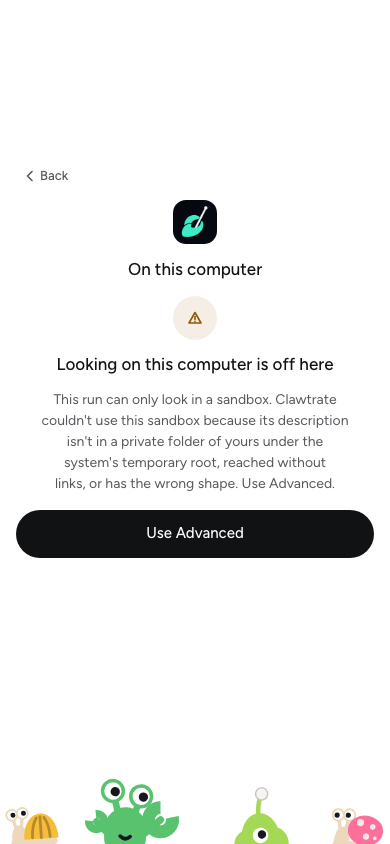 Back
On this computer
Looking on this computer is off here
This run can only look in a sandbox. Clawtrate
couldn't use this sandbox because its description
isn't in a private folder of yours under the
system's temporary root, reached without
links, or has the wrong shape. Use Advanced.
Use Advanced